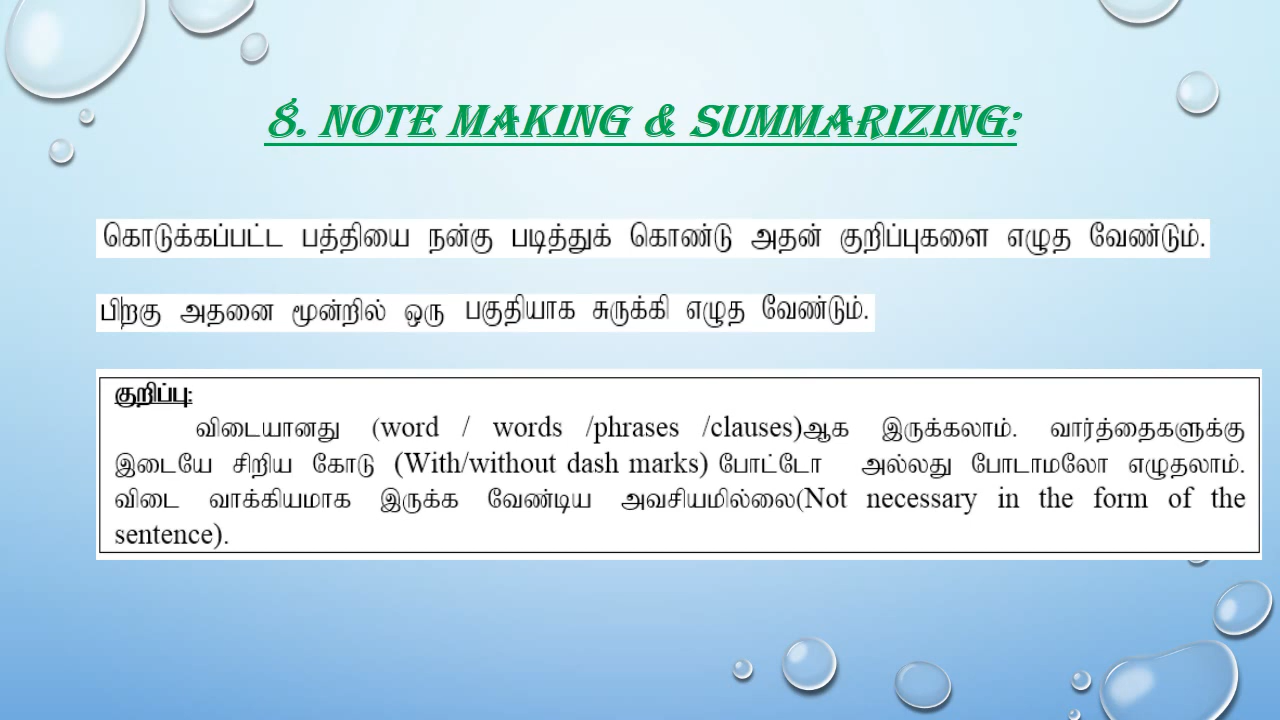 8. NOTE MAKING & SUMMARIZING:
கொடுக்கப்பட்ட பத்தியை நன்கு படித்துக் கொண்டு அதன் குறிப்புகளை எழுத வேண்டும்.
பிறகு அதனை மூன்றில் ஒரு பகுதியாக சுருக்கி எழுத வேண்டும்.
குறிப்பு:
விடையானது (word / words /phrases /clauses)ஆக இருக்கலாம். வார்த்தைகளுக்கு
இடையே சிறிய கோடு (With/without dash marks) போட்டோ அல்லது போடாமலோ எழுதலாம்.
விடை வாக்கியமாக இருக்க வேண்டிய அவசியமில்லை(Not necessary in the form of the
sentence).